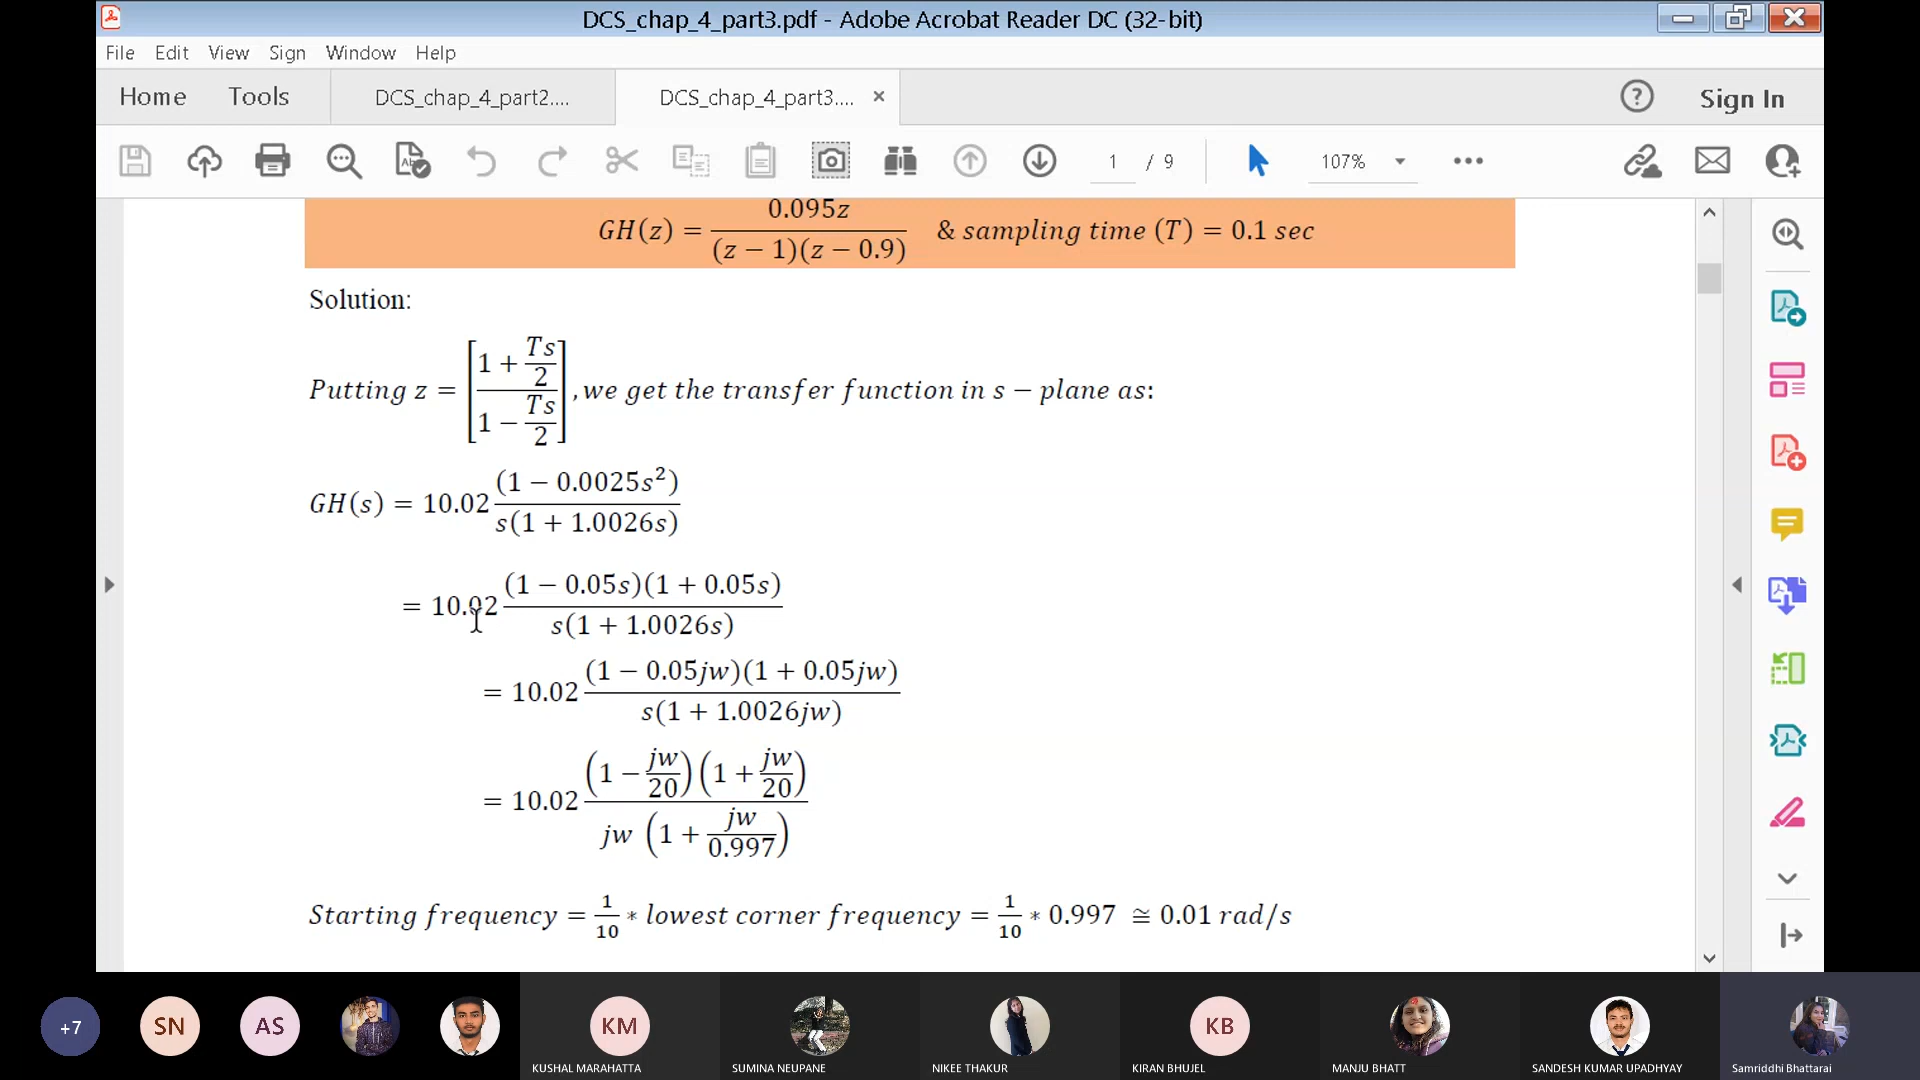 DCS_chap_4_part3.pdf - Adobe Acrobat Reader DC (32-bit)
File Edit View Sign Window Help
Home Tools DCS_chap_4_part2.... DCS_chap_4_part3.... × ? Sign In
1 / 9 107%
GH(z) = 0.095z / (z − 1)(z − 0.9) & sampling time (T) = 0.1 sec
Solution:
Putting z = [(1 + Ts/2) / (1 − Ts/2)], we get the transfer function in s − plane as:
GH(s) = 10.02 (1 − 0.0025s²) / s(1 + 1.0026s)
= 10.02 (1 − 0.05s)(1 + 0.05s) / s(1 + 1.0026s)
= 10.02 (1 − 0.05jw)(1 + 0.05jw) / s(1 + 1.0026jw)
= 10.02 (1 − jw/20)(1 + jw/20) / jw (1 + jw/0.997)
Starting frequency = 1/10 * lowest corner frequency = 1/10 * 0.997 ≅ 0.01 rad/s
+7 SN AS KM KB
KUSHAL MARAHATTA SUMINA NEUPANE NIKEE THAKUR KIRAN BHUJEL MANJU BHATT SANDESH KUMAR UPADHYAY Samriddhi Bhattarai